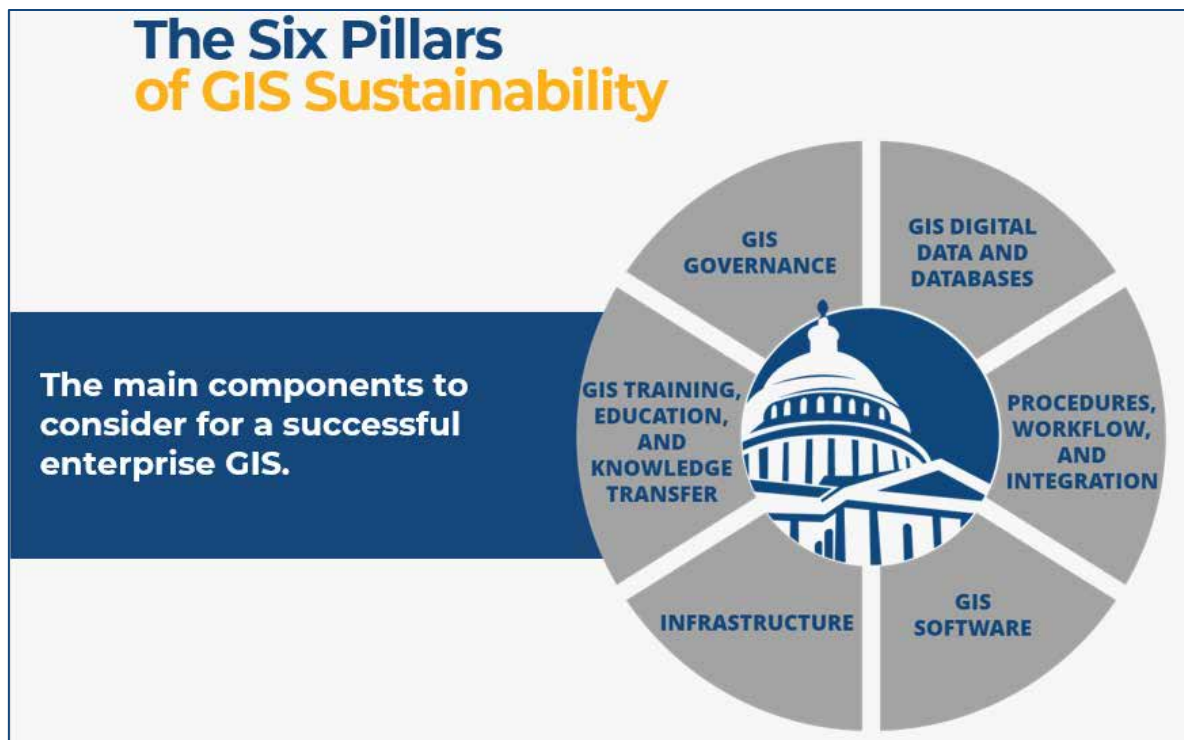 The Six Pillars
of GIS Sustainability
The main components to
consider for a successful
enterprise GIS.
GIS
GOVERNANCE
GIS DIGITAL
DATA AND
DATABASES
PROCEDURES,
WORKFLOW,
AND
INTEGRATION
GIS
SOFTWARE
INFRASTRUCTURE
GIS TRAINING,
EDUCATION,
AND
KNOWLEDGE
TRANSFER